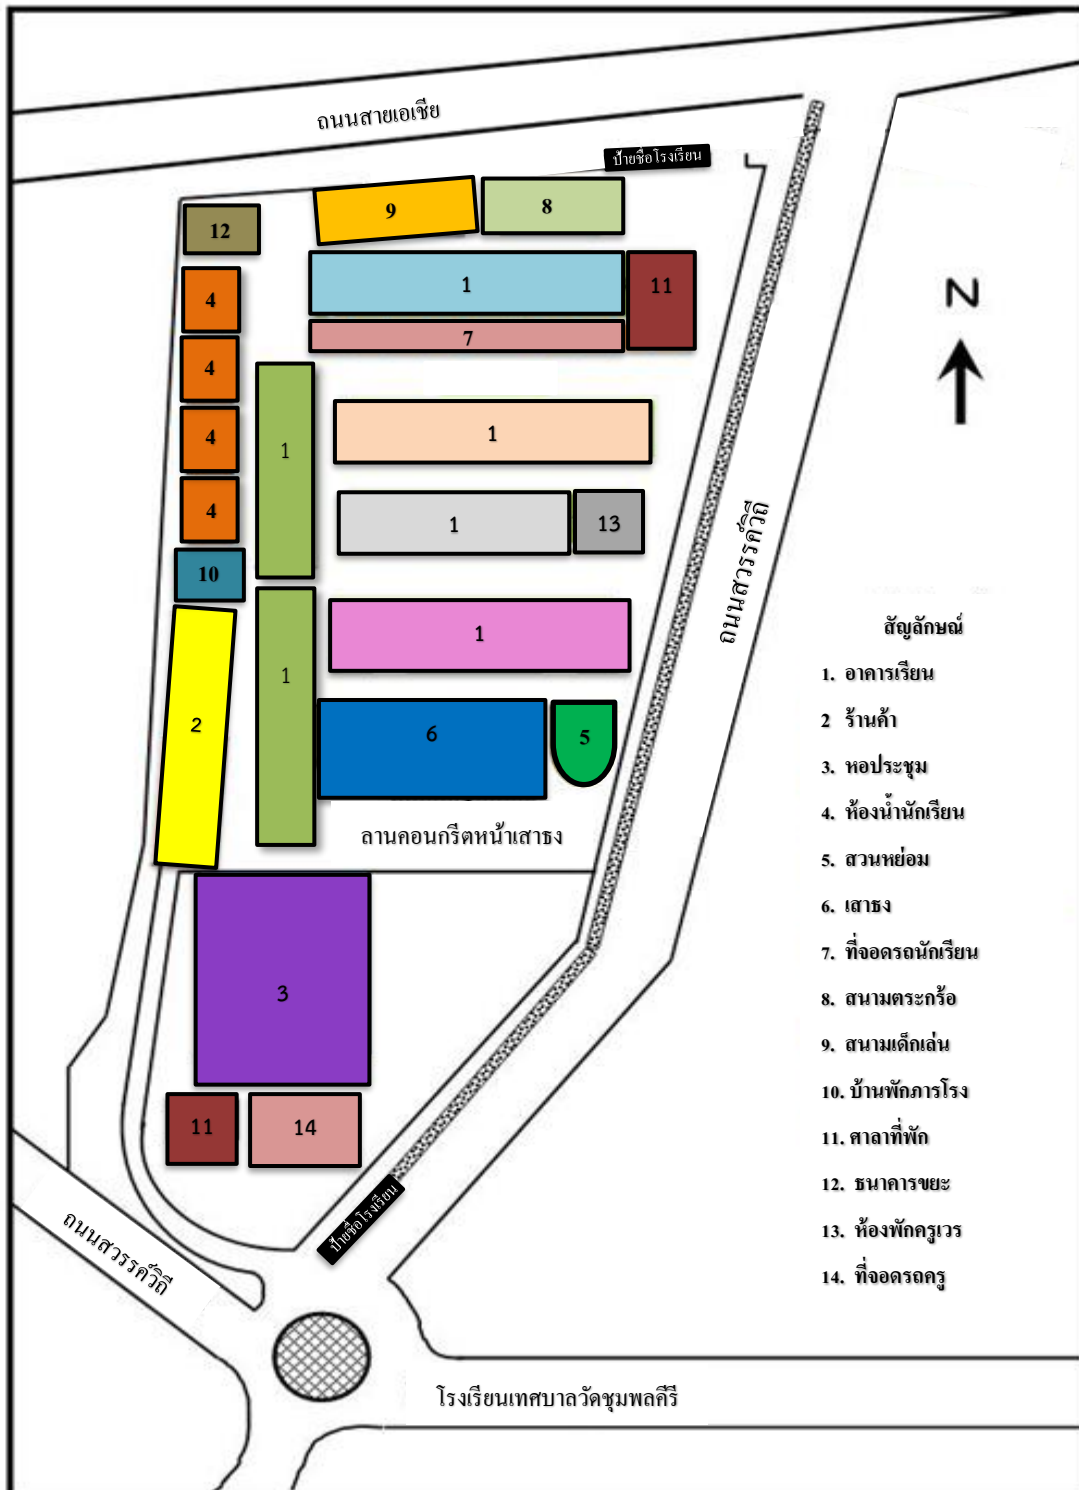 ถนนสายเอเชีย
ป้ายชื่อโรงเรียน
9
8
12
1
11
4
7
4
1
1
4
1
13
4
10
ถนนสวรรค์วิถี
1
1
2
6
5
ลานคอนกรีตหน้าเสาธง
3
11
14
ป้ายชื่อโรงเรียน
ถนนสวรรค์วิถี
โรงเรียนเทศบาลวัดชุมพลคีรี
N
สัญลักษณ์
1. อาคารเรียน
2 ร้านค้า
3. หอประชุม
4. ห้องน้ำนักเรียน
5. สวนหย่อม
6. เสาธง
7. ที่จอดรถนักเรียน
8. สนามตระกร้อ
9. สนามเด็กเล่น
10. บ้านพักภารโรง
11. ศาลาที่พัก
12. ธนาคารขยะ
13. ห้องพักครูเวร
14. ที่จอดรถครู